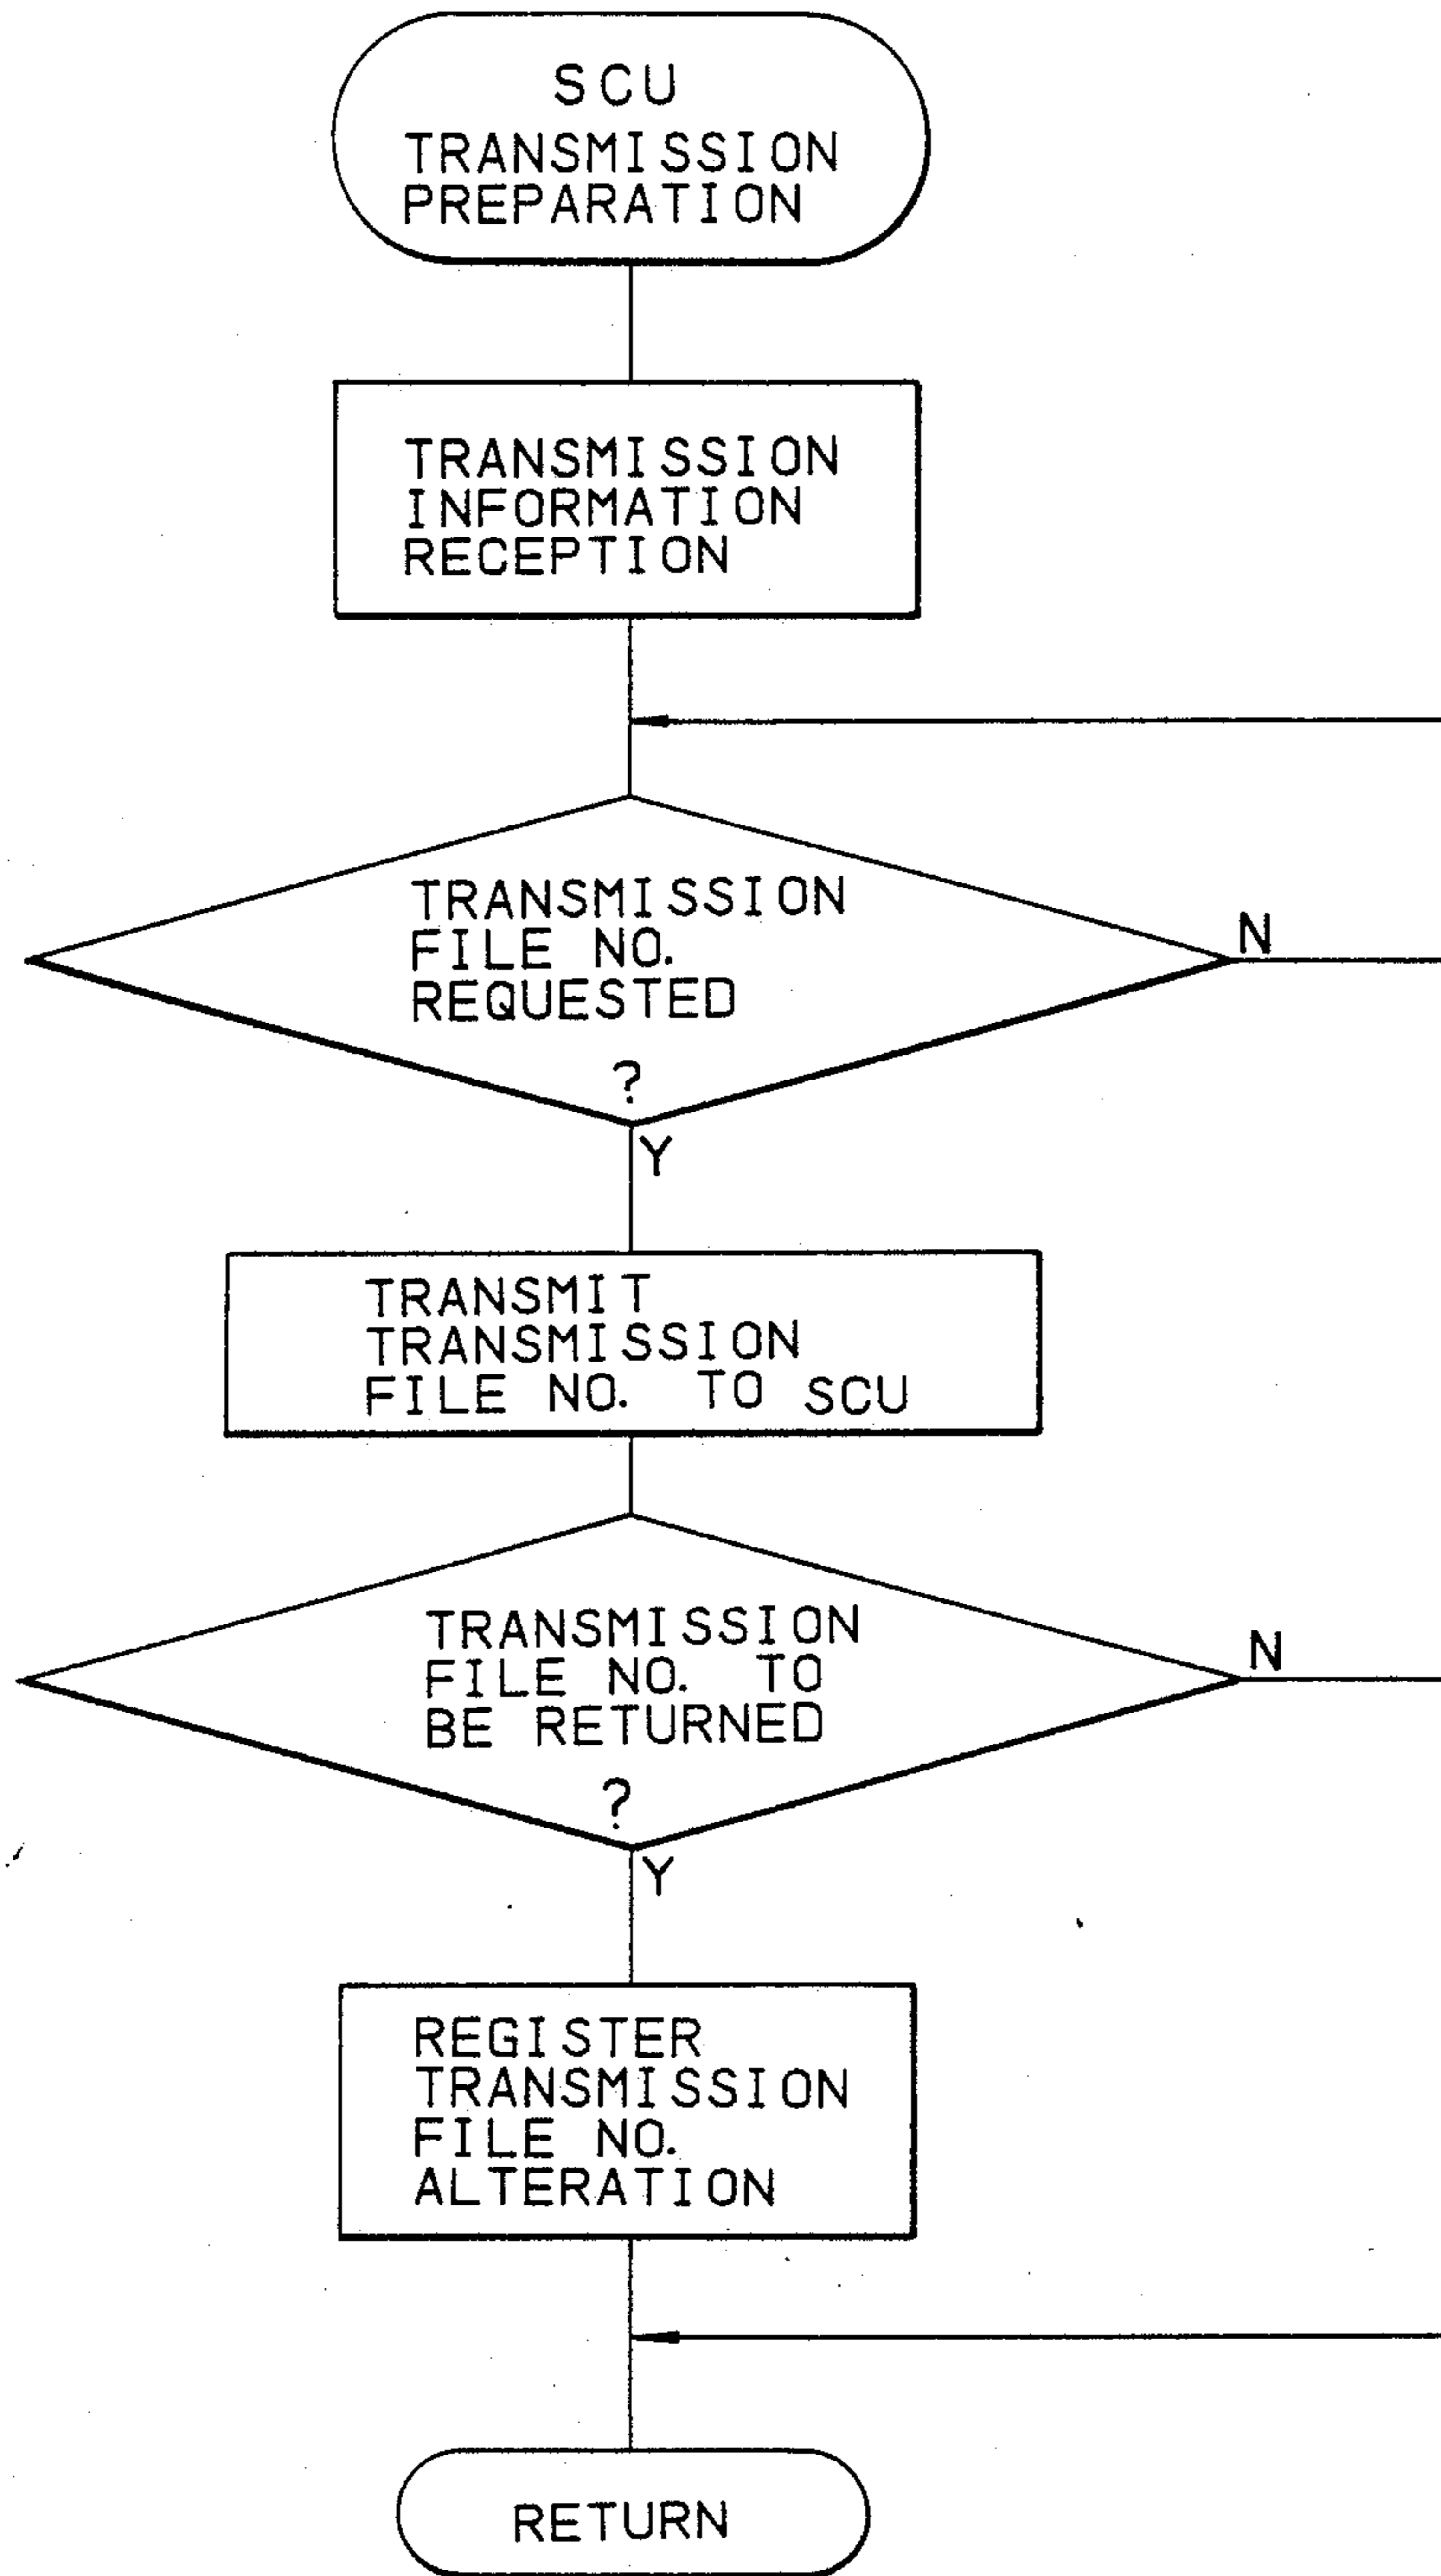 SCU
TRANSMISSION
PREPARATION
TRANSMISSION
INFORMATION
RECEPTION
TRANSMISSION
FILE NO.
REQUESTED
?
N
Y
TRANSMIT
TRANSMISSION
FILE NO. TO SCU
TRANSMISSION
FILE NO. TO
BE RETURNED
?
N
Y
REGISTER
TRANSMISSION
FILE NO.
ALTERATION
RETURN